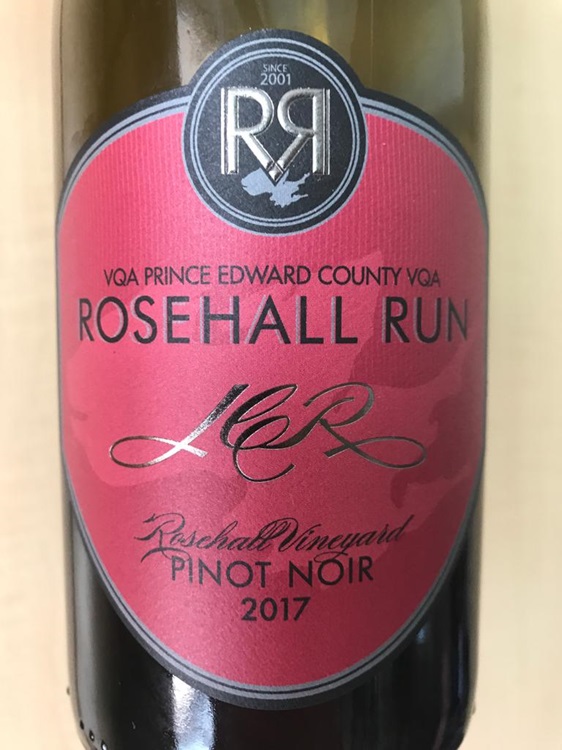 SINCE
2001
RR
VQA PRINCE EDWARD COUNTY VQA
ROSEHALL RUN
JCR
Rosehall Vineyard
PINOT NOIR
2017